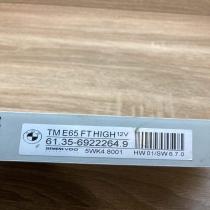 TM E65 FT HIGH 12V
61.35-6922264.9
SIEMENS VDO 5WK4 8001 HW 01/SW 6.7.0